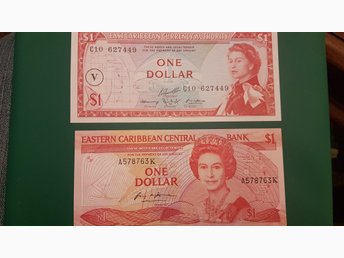 $1 EAST CARIBBEAN CURRENCY AUTHORITY $1
C10 627449
V
ONE
DOLLAR
C10 627449
$1
EASTERN CARIBBEAN CENTRAL BANK $1
A578763K
A578763K
ONE
DOLLAR
$1
$1